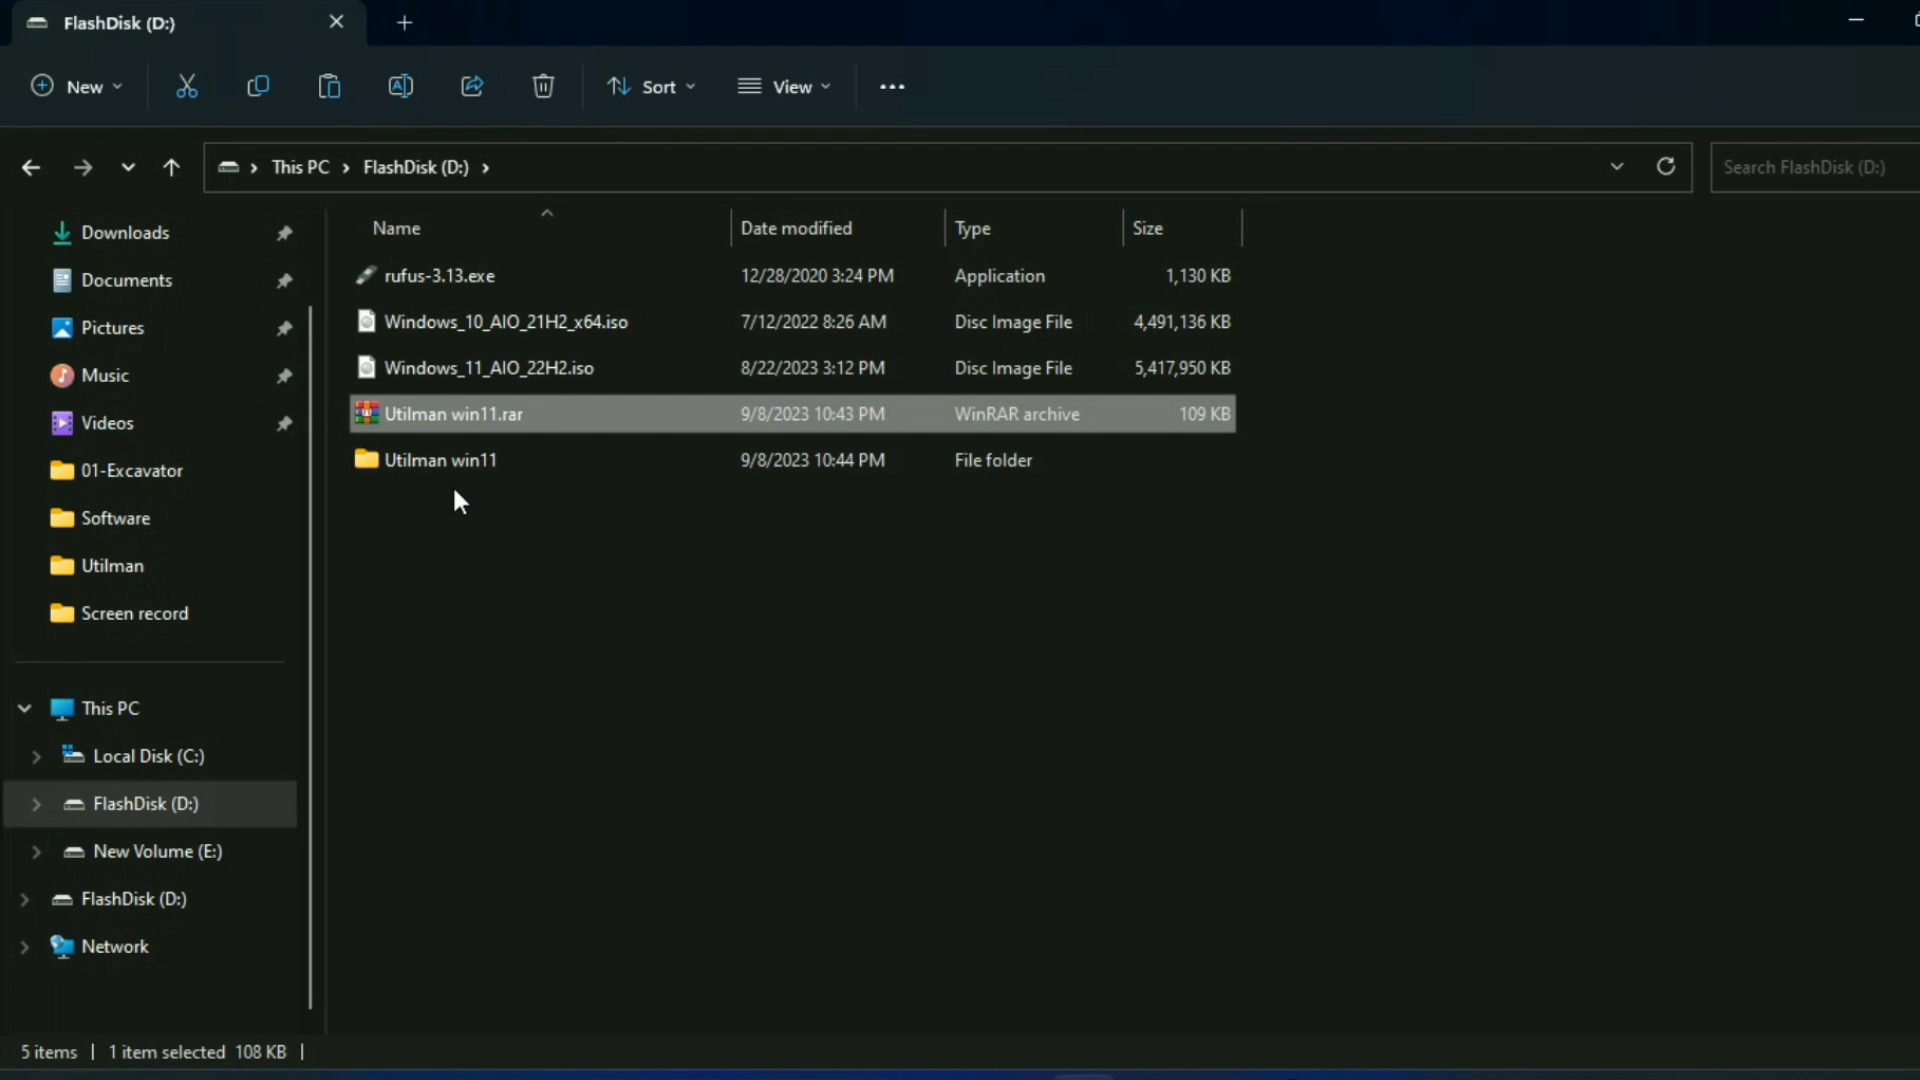 FlashDisk (D:)
New
Sort
View
This PC > FlashDisk (D:) >
Search FlashDisk (D:)
Downloads
Documents
Pictures
Music
Videos
01-Excavator
Software
Utilman
Screen record
This PC
Local Disk (C:)
FlashDisk (D:)
New Volume (E:)
FlashDisk (D:)
Network
Name Date modified Type Size
rufus-3.13.exe 12/28/2020 3:24 PM Application 1,130 KB
Windows_10_AIO_21H2_x64.iso 7/12/2022 8:26 AM Disc Image File 4,491,136 KB
Windows_11_AIO_22H2.iso 8/22/2023 3:12 PM Disc Image File 5,417,950 KB
Utilman win11.rar 9/8/2023 10:43 PM WinRAR archive 109 KB
Utilman win11 9/8/2023 10:44 PM File folder
5 items | 1 item selected 108 KB |